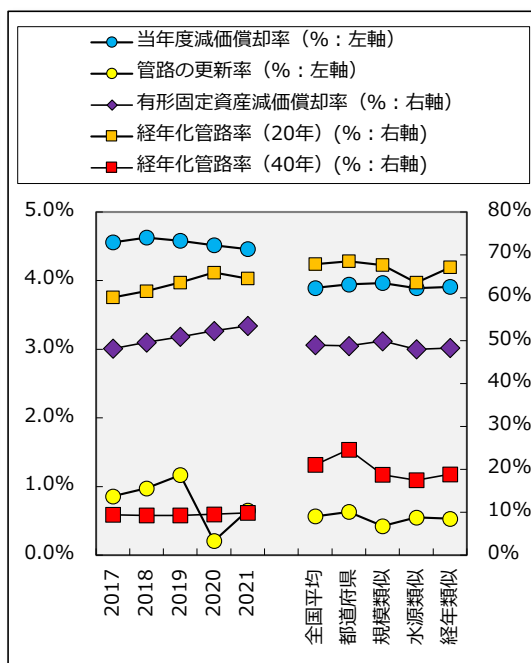 当年度減価償却率（%：左軸）
管路の更新率（%：左軸）
有形固定資産減価償却率（%：右軸）
経年化管路率（20年）(%：右軸)
経年化管路率（40年）(%：右軸)
5.0%
4.0%
3.0%
2.0%
1.0%
0.0%
80%
70%
60%
50%
40%
30%
20%
10%
0%
2017
2018
2019
2020
2021
全国平均
都道府県
規模類似
水源類似
経年類似